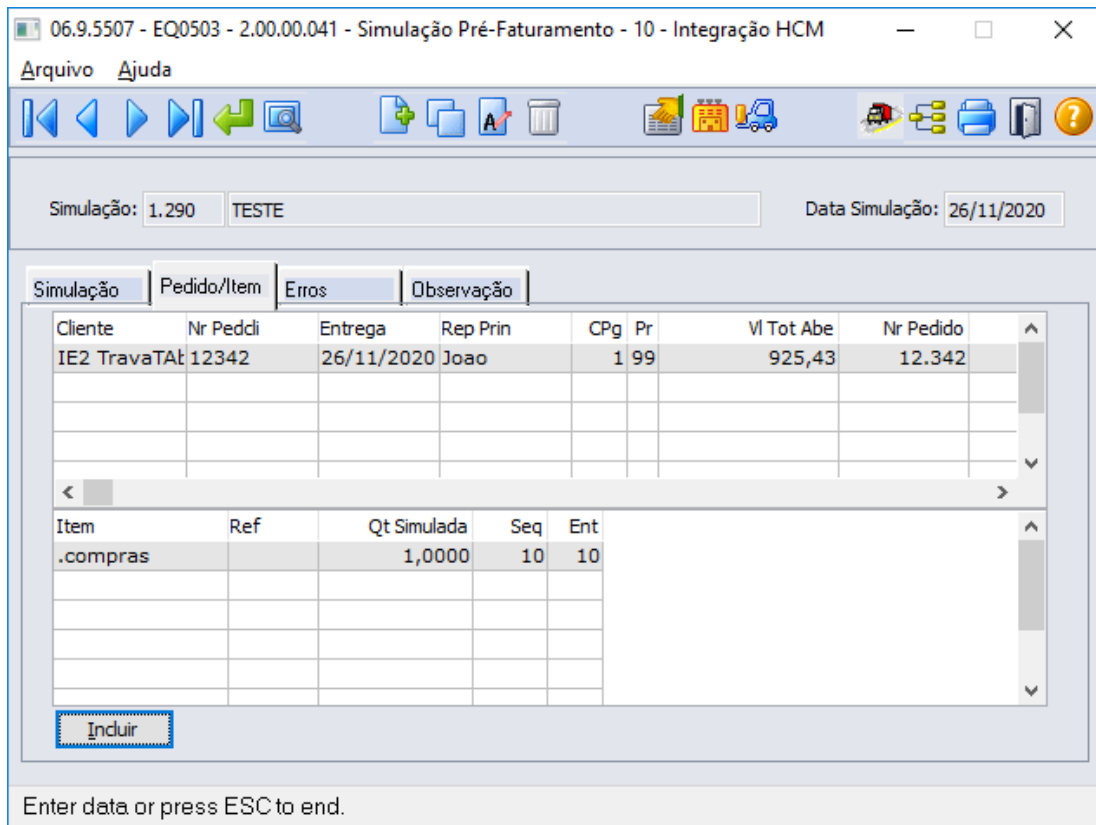 06.9.5507 - EQ0503 - 2.00.00.041 - Simulação Pré-Faturamento - 10 - Integração HCM
Arquivo Ajuda
Simulação: 1.290 TESTE Data Simulação: 26/11/2020
Simulação Pedido/Item Erros Observação
Cliente Nr Pedcli Entrega Rep Prin CPg Pr Vl Tot Abe Nr Pedido
IE2 TravaTAb 12342 26/11/2020 Joao 1 99 925,43 12.342
Item Ref Qt Simulada Seq Ent
.compras 1,0000 10 10
Incluir
Enter data or press ESC to end.